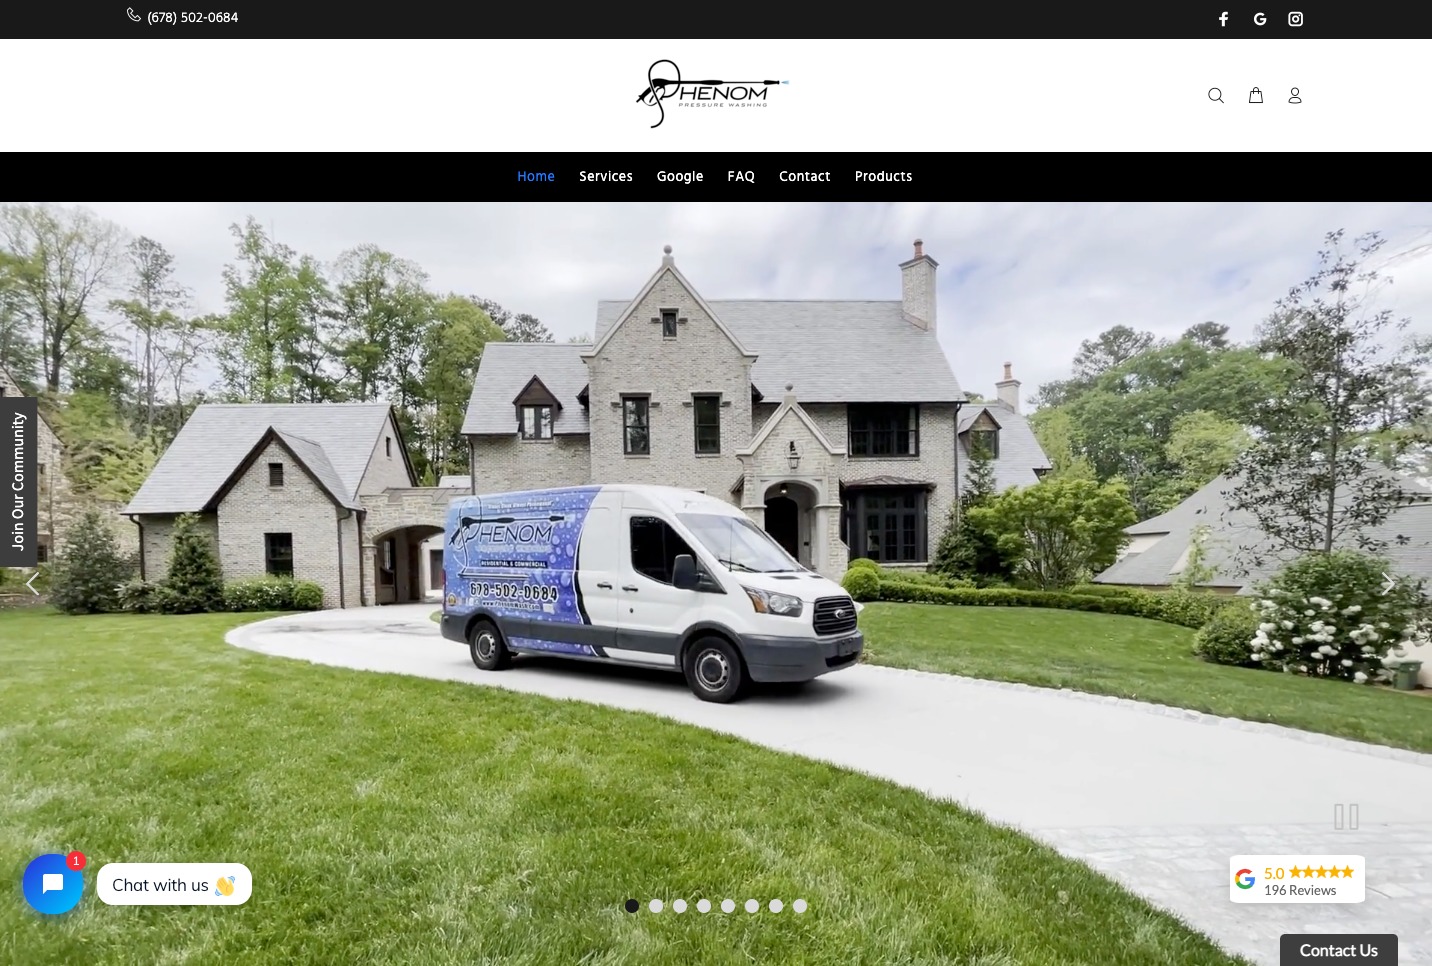 (678) 502-0684
PHENOM
PRESSURE WASHING
Home Services Google FAQ Contact Products
Join Our Community
PHENOM
RESIDENTIAL & COMMERCIAL
678-502-0684
1
Chat with us 👋
5.0
196 Reviews
Contact Us